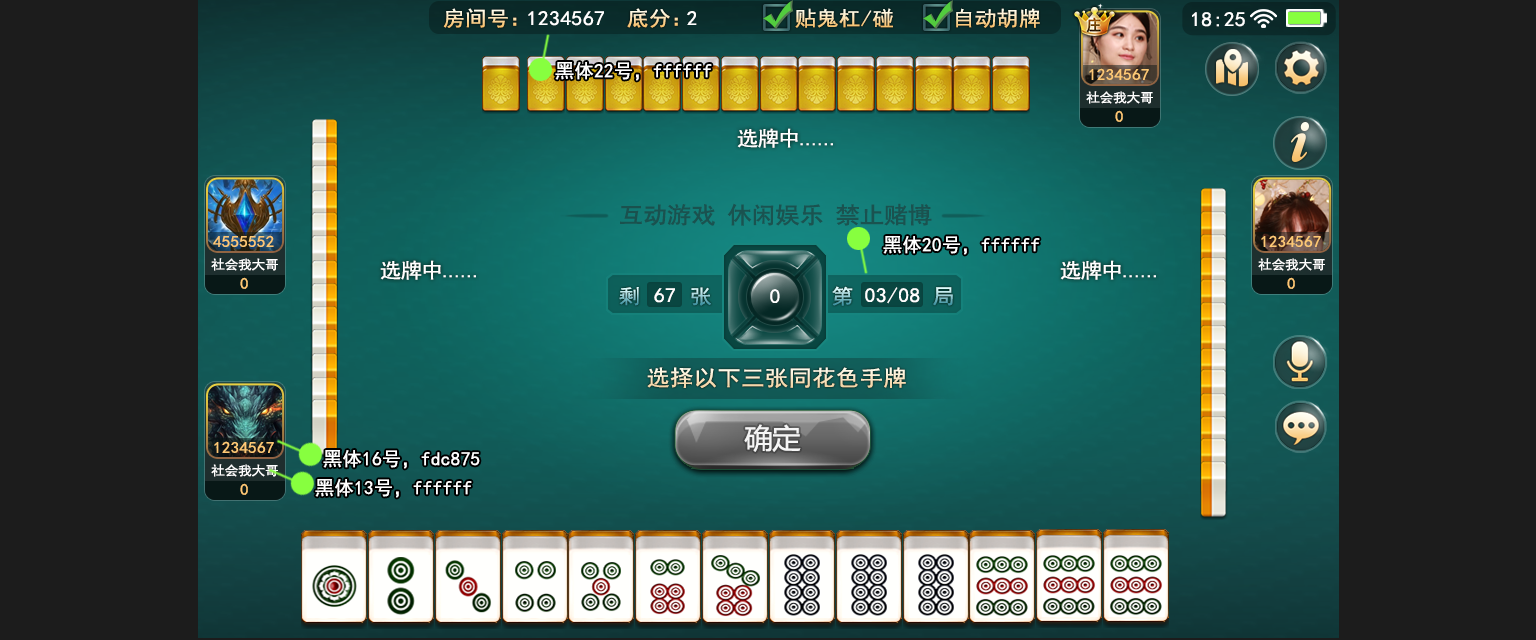 房间号：1234567 底分：2 贴鬼杠/碰 自动胡牌
18:25
庄
黑体22号，ffffff
1234567
社会我大哥
0
选牌中......
4555552
社会我大哥
0
互动游戏 休闲娱乐 禁止赌博
1234567
社会我大哥
0
黑体20号，ffffff
选牌中......
选牌中......
剩 67 张
0
第 03/08 局
选择以下三张同花色手牌
确定
1234567
社会我大哥
0
黑体16号，fdc875
黑体13号，ffffff